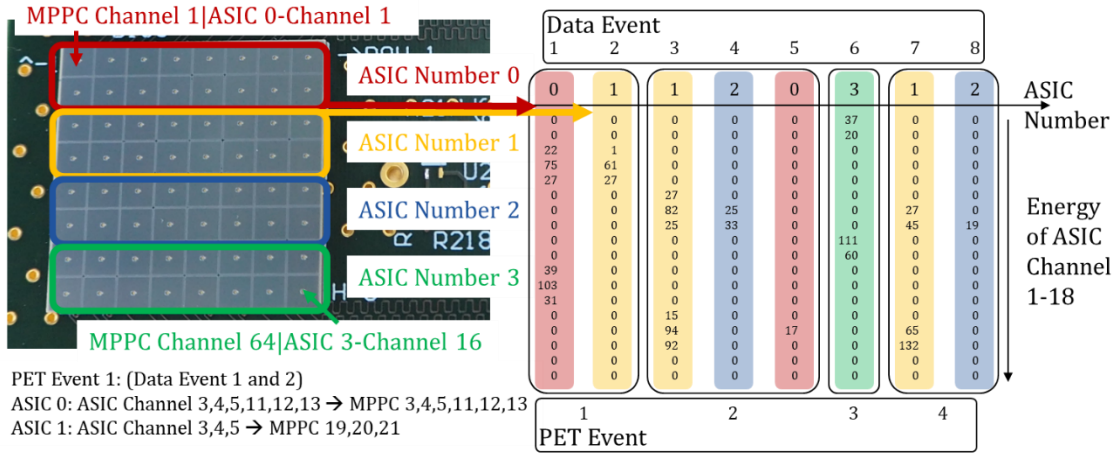 MPPC Channel 1|ASIC 0-Channel 1
ASIC Number 0
ASIC Number 1
U2
ASIC Number 2
R218
ASIC Number 3
MPPC Channel 64|ASIC 3-Channel 16
PET Event 1: (Data Event 1 and 2)
ASIC 0: ASIC Channel 3,4,5,11,12,13 → MPPC 3,4,5,11,12,13
ASIC 1: ASIC Channel 3,4,5 → MPPC 19,20,21
Data Event
1 2 3 4 5 6 7 8
0 1 1 2 0 3 1 2
ASIC
Number
0 0 0 0 0 37 0 0
0 0 0 0 0 20 0 0
22 1 0 0 0 0 0 0
75 61 0 0 0 0 0 0
27 27 0 0 0 0 0 0
0 0 27 0 0 0 0 0
0 0 82 25 0 0 27 0
0 0 25 33 0 0 45 19
0 0 0 0 0 111 0 0
0 0 0 0 0 60 0 0
39 0 0 0 0 0 0 0
103 0 0 0 0 0 0 0
31 0 0 0 0 0 0 0
0 0 15 0 0 0 0 0
0 0 94 0 17 0 65 0
0 0 92 0 0 0 132 0
0 0 0 0 0 0 0 0
0 0 0 0 0 0 0 0
Energy
of ASIC
Channel
1-18
1 2 3 4
PET Event